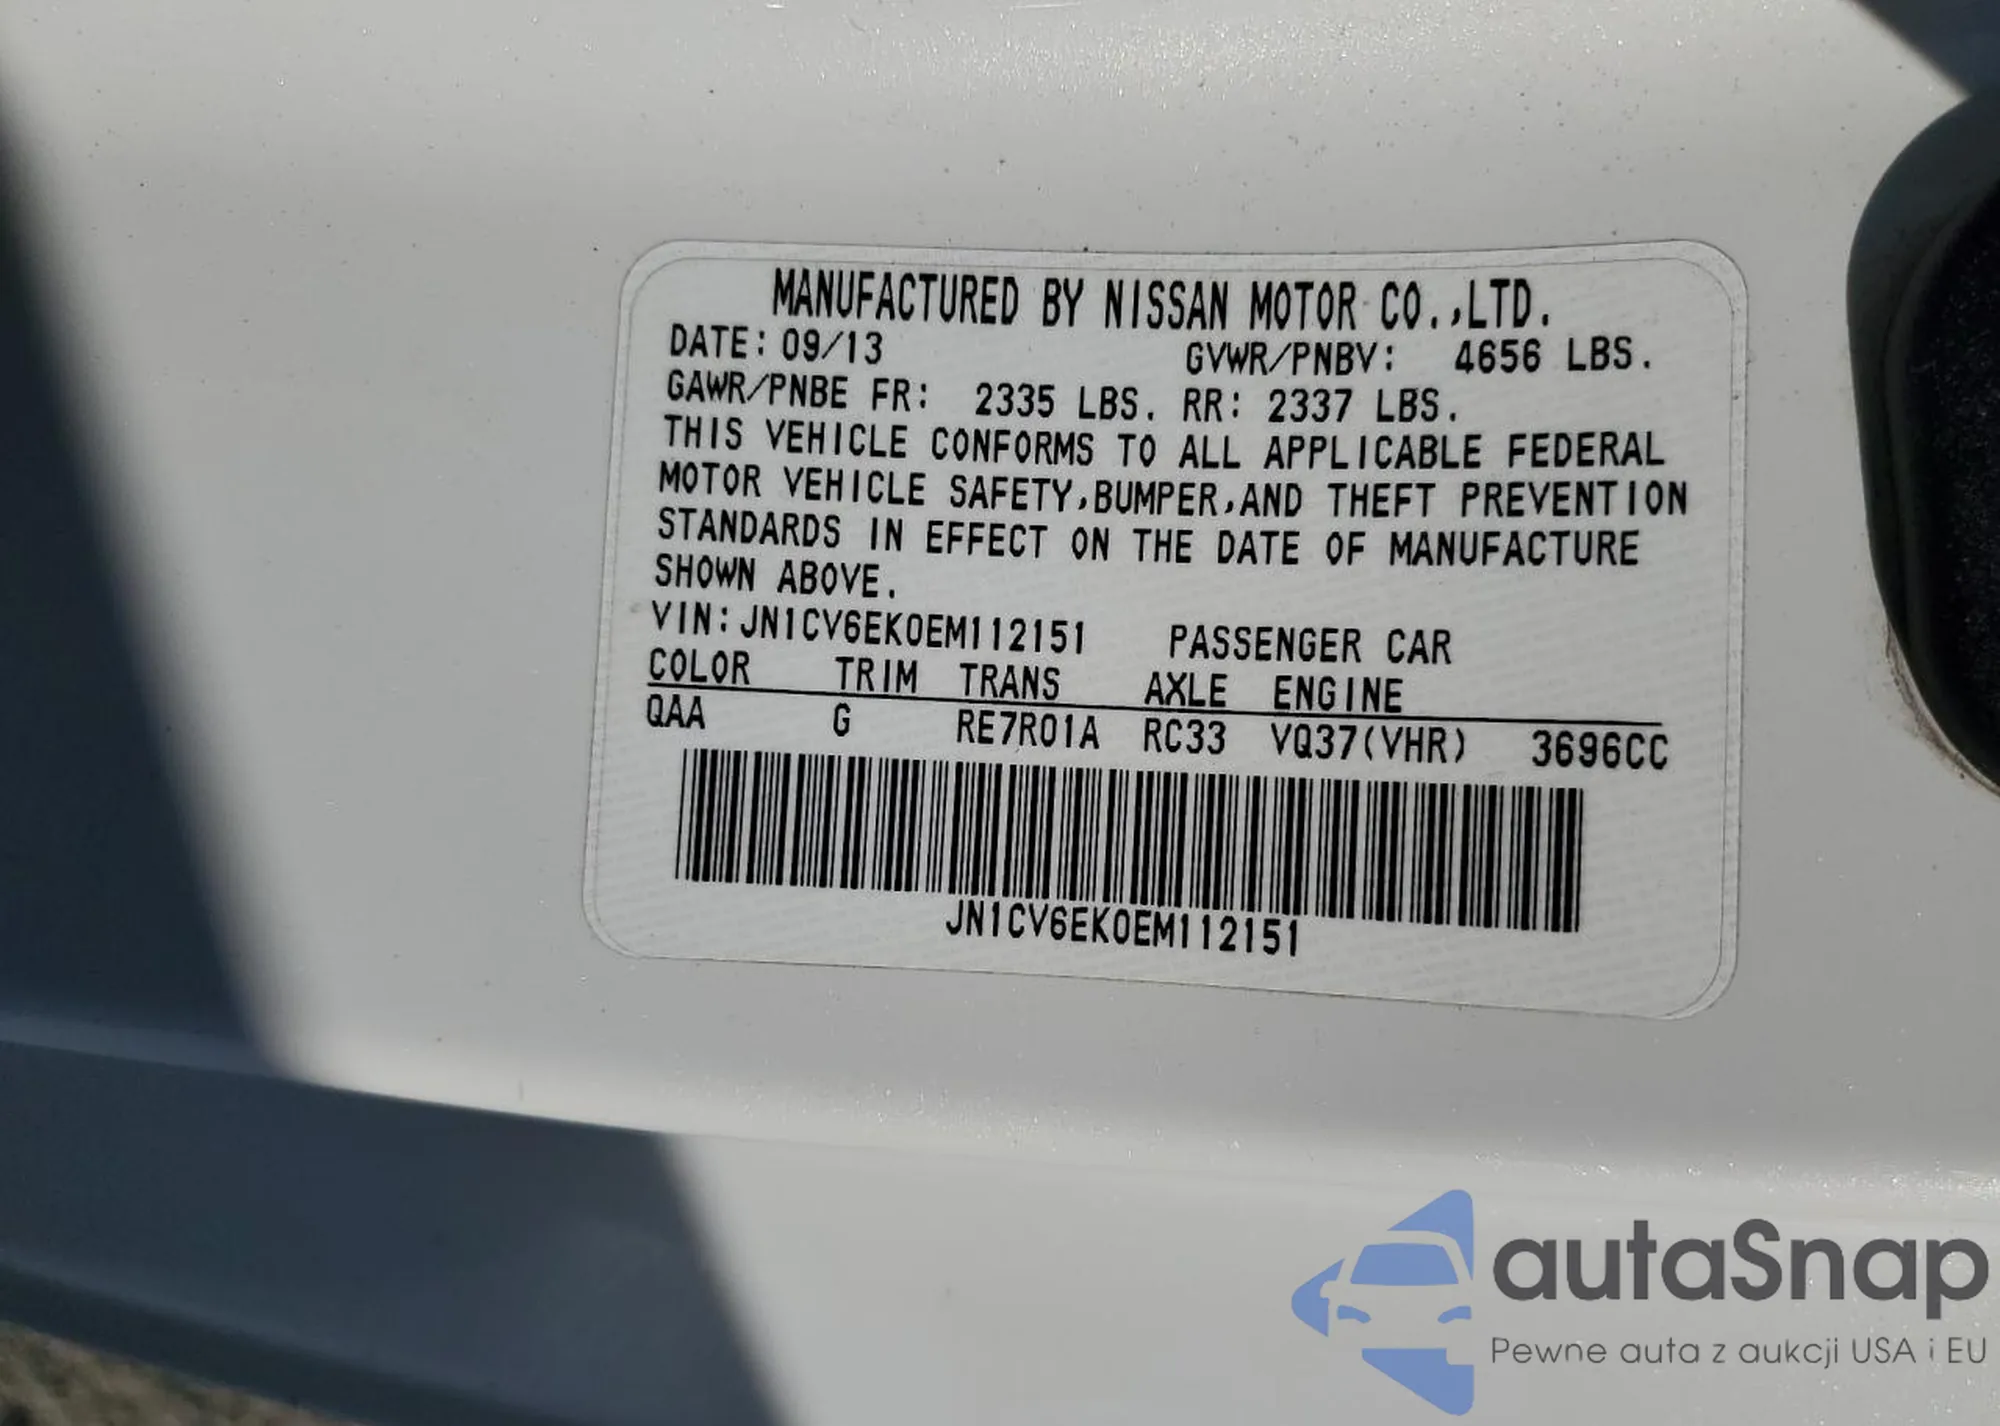 MANUFACTURED BY NISSAN MOTOR CO.,LTD.
DATE: 09/13 GVWR/PNBV: 4656 LBS.
GAWR/PNBE FR: 2335 LBS. RR: 2337 LBS.
THIS VEHICLE CONFORMS TO ALL APPLICABLE FEDERAL
MOTOR VEHICLE SAFETY,BUMPER,AND THEFT PREVENTION
STANDARDS IN EFFECT ON THE DATE OF MANUFACTURE
SHOWN ABOVE.
VIN:JN1CV6EK0EM112151 PASSENGER CAR
COLOR TRIM TRANS AXLE ENGINE
QAA G RE7R01A RC33 VQ37(VHR) 3696CC
JN1CV6EK0EM112151
autaSnap
Pewne auta z aukcji USA i EU